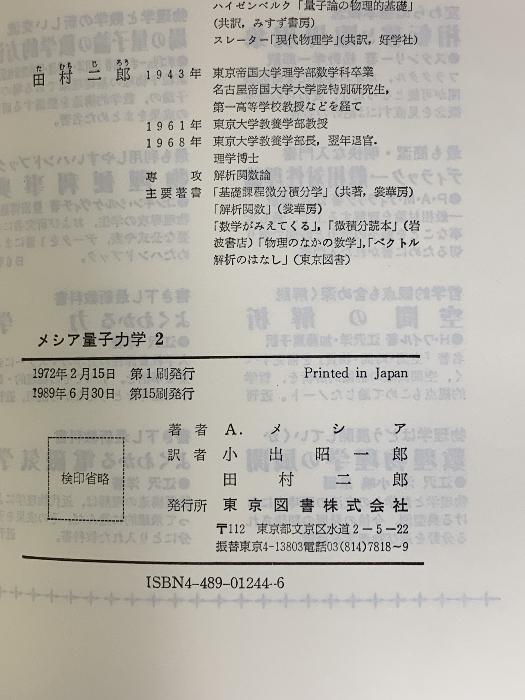 ハイゼンベルク「量子論の物理的基礎」
(共訳,みすず書房)
スレーター「現代物理学」(共訳,好学社)
た むら じ ろう
田 村 二 郎 1943年 東京帝国大学理学部数学科卒業
名古屋帝国大学大学院特別研究生,
第一高等学校教授などを経て
1961年 東京大学教養学部教授
1968年 東京大学教養学部長,翌年退官.
理学博士
専 攻 解析関数論
主要著書 「基礎課程微分積分学」(共著,裳華房)
「解析関数」(裳華房)
「数学がみえてくる」,「微積分読本」(岩
波書店)「物理のなかの数学」,「ベクトル
解析のはなし」(東京図書)
メシア量子力学 2
1972年 2月15日 第1刷発行 Printed in Japan
1989年 6月30日 第15刷発行
著 者 A. メ シ ア
訳 者 小 出 昭 一 郎
田 村 二 郎
検印省略
発行所 東京図書株式会社
〒112 東京都文京区水道2-5-22
振替東京4-13803電話03(814)7818~9
ISBN4-489-01244-6